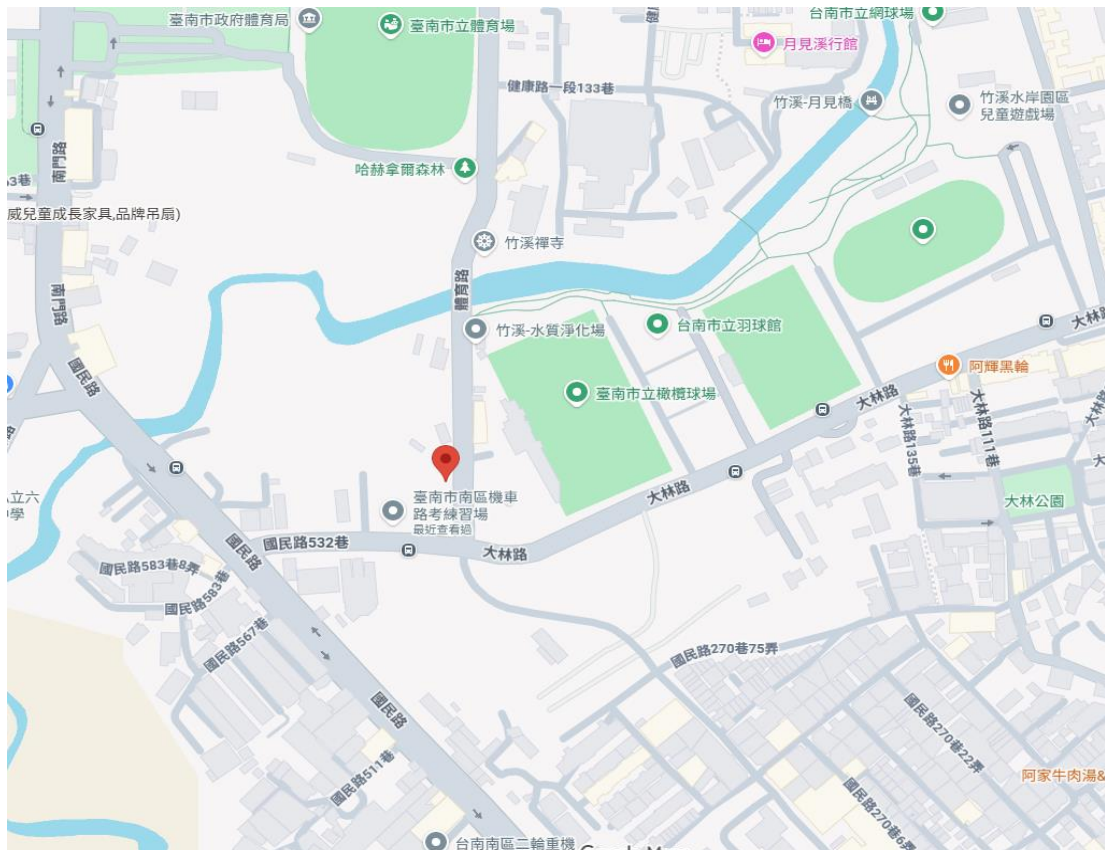 臺南市政府體育局
臺南市立體育場
台南市立網球場
月見溪行館
健康路一段133巷
竹溪-月見橋
竹溪水岸園區
兒童遊戲場
南門路
哈赫拿爾森林
威兒童成長家具,品牌吊扇)
竹溪禪寺
體育路
南門路
竹溪-水質淨化場
台南市立羽球館
大林路
國民路
阿輝黑輪
臺南市立橄欖球場
大林路
大林路135巷
大林路111巷
臺南市南區機車
路考練習場
最近查看過
大林路
大林公園
國民路532巷
大林路
國民路
國民路583巷8弄
國民路583巷
國民路567巷
國民路270巷75弄
國民路
國民路270巷22弄
國民路511巷
阿家牛肉湯&
國民路270巷6弄
台南南區二輪重機